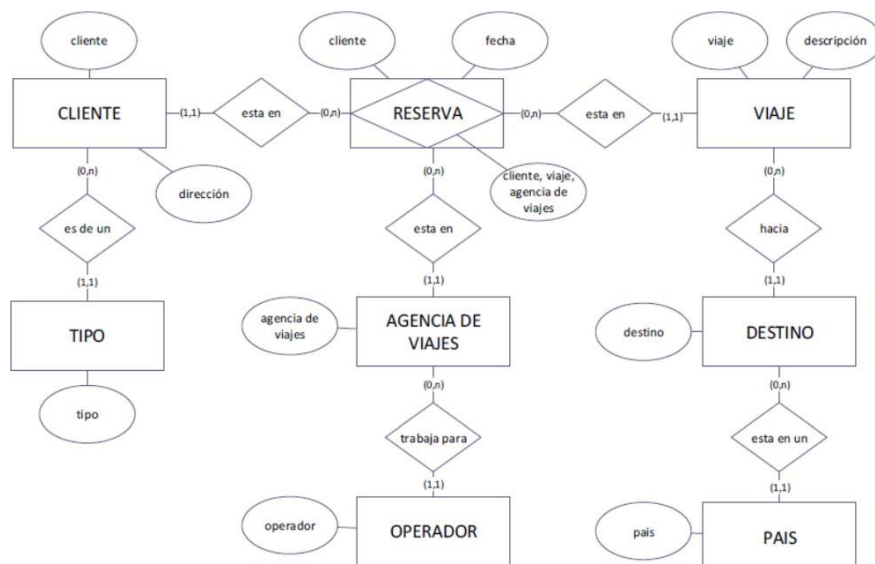 cliente
cliente
fecha
viaje
descripción
CLIENTE
(1,1)
esta en
(0,n)
RESERVA
(0,n)
esta en
(1,1)
VIAJE
(0,n)
dirección
(0,n)
cliente, viaje,
agencia de
viajes
(0,n)
es de un
esta en
hacia
(1,1)
(1,1)
(1,1)
TIPO
agencia de
viajes
AGENCIA DE
VIAJES
destino
DESTINO
(0,n)
(0,n)
tipo
trabaja para
esta en un
(1,1)
(1,1)
operador
OPERADOR
pais
PAIS